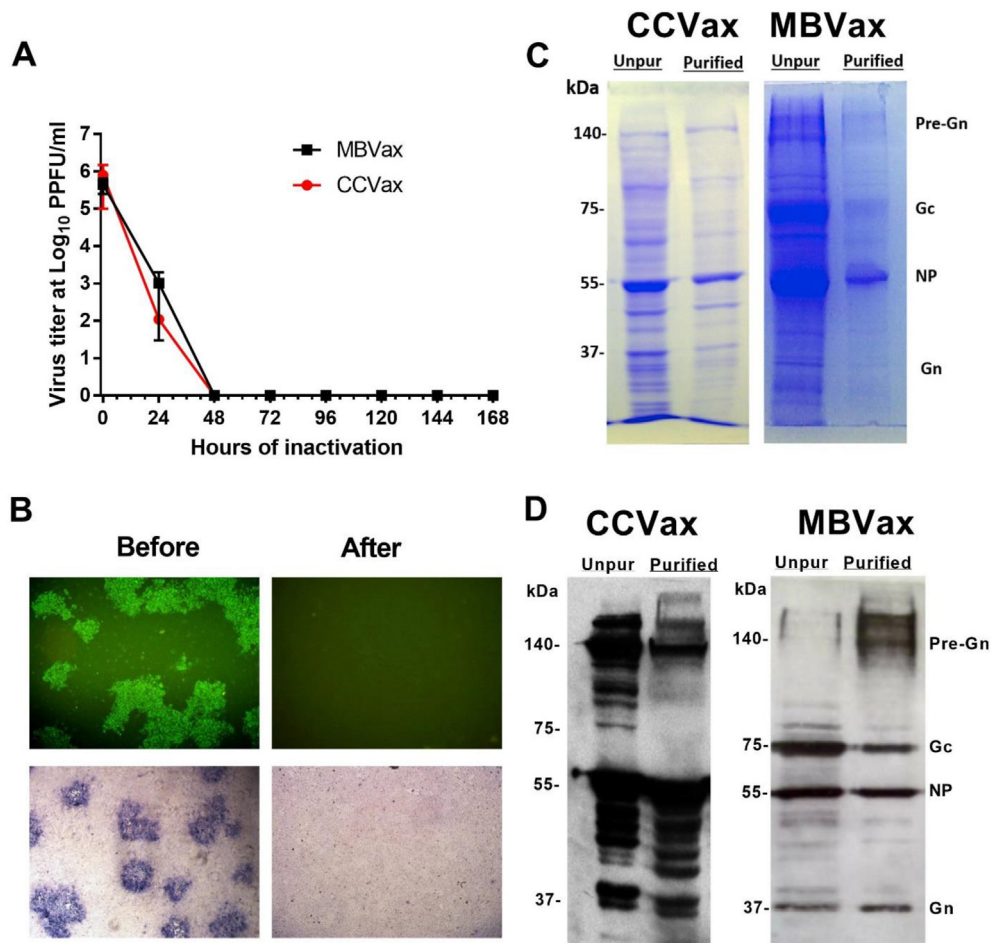 A
Virus titer at Log10 PPFU/ml
7
6
5
4
3
2
1
0
MBVax
CCVax
0 24 48 72 96 120 144 168
Hours of inactivation
B
Before After
C
CCVax MBVax
Unpur Purified Unpur Purified
kDa
140- Pre-Gn
75- Gc
55- NP
37- Gn
D
CCVax MBVax
Unpur Purified Unpur Purified
kDa kDa
140- 140- Pre-Gn
75- 75- Gc
55- 55- NP
37- 37- Gn